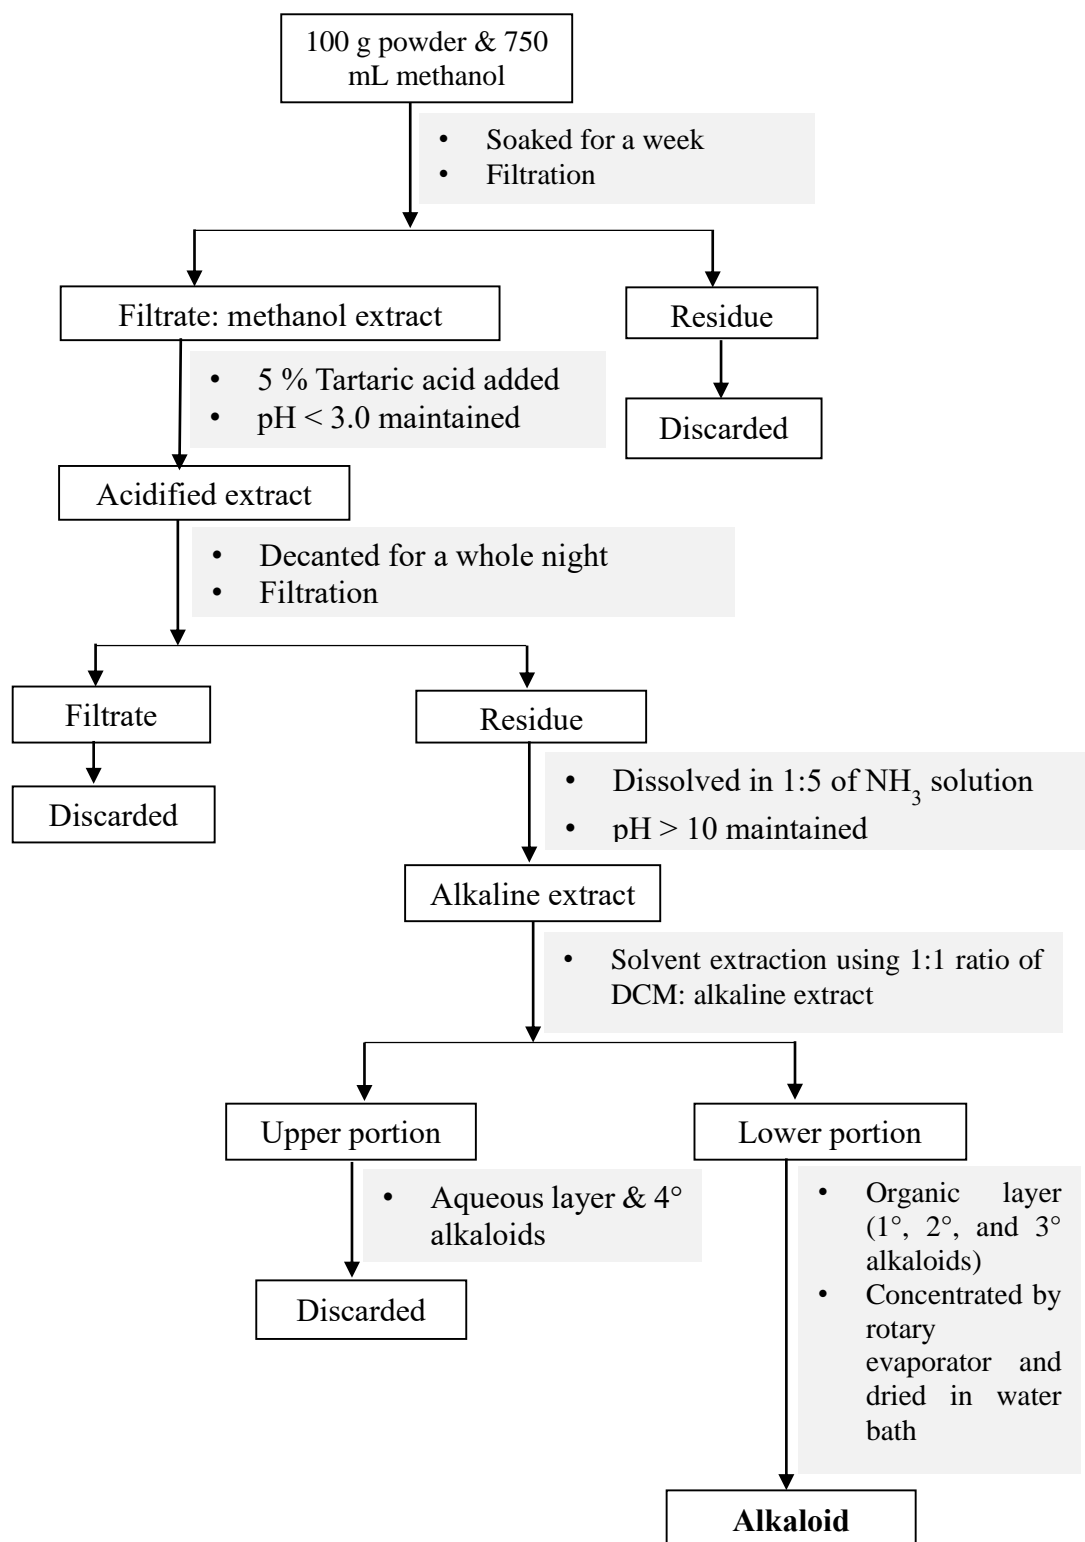 100 g powder & 750
mL methanol
• Soaked for a week
• Filtration
Filtrate: methanol extract
Residue
• 5 % Tartaric acid added
• pH < 3.0 maintained
Discarded
Acidified extract
• Decanted for a whole night
• Filtration
Filtrate
Residue
• Dissolved in 1:5 of NH₃ solution
• pH > 10 maintained
Discarded
Alkaline extract
• Solvent extraction using 1:1 ratio of
DCM: alkaline extract
Upper portion
Lower portion
• Aqueous layer & 4°
alkaloids
Discarded
• Organic layer
(1°, 2°, and 3°
alkaloids)
• Concentrated by
rotary
evaporator and
dried in water
bath
Alkaloid